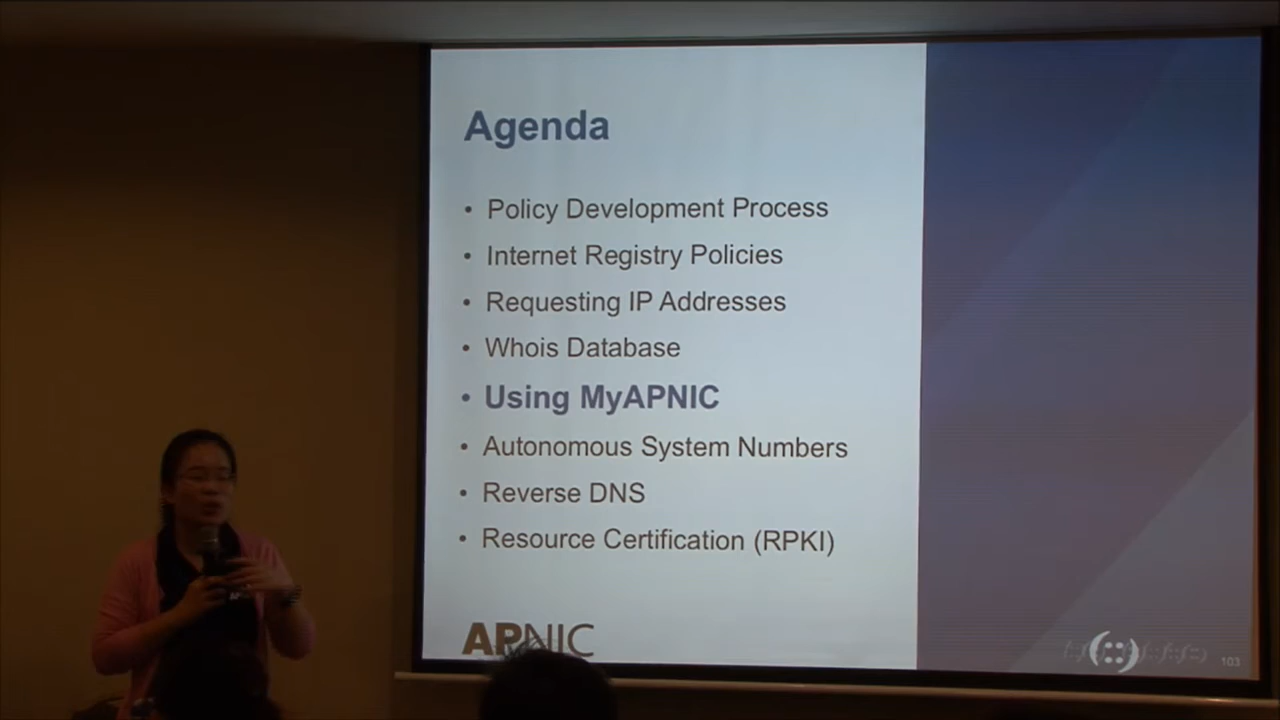 Agenda
• Policy Development Process
• Internet Registry Policies
• Requesting IP Addresses
• Whois Database
• Using MyAPNIC
• Autonomous System Numbers
• Reverse DNS
• Resource Certification (RPKI)
APNIC
103